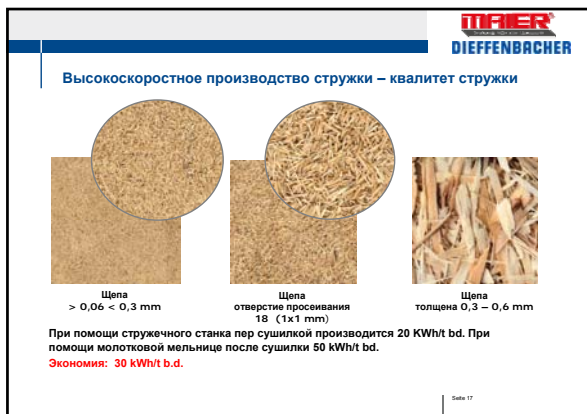 MAIER
DIEFFENBACHER
Высокоскоростное производство стружки – квалитет стружки
Щепа
> 0,06 < 0,3 mm
Щепа
отверстие просеивания
18 (1x1 mm)
Щепа
толщена 0,3 – 0,6 mm
При помощи стружечного станка пер сушилкой производится 20 KWh/t bd. При
помощи молотковой мельнице после сушилки 50 kWh/t bd.
Экономия: 30 kWh/t b.d.
Seite 17